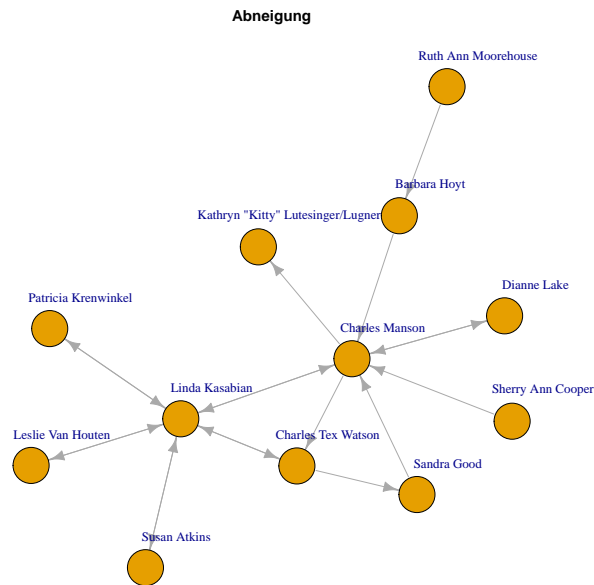 Abneigung
Ruth Ann Moorehouse
Barbara Hoyt
Kathryn "Kitty" Lutesinger/Lugner
Dianne Lake
Patricia Krenwinkel
Charles Manson
Linda Kasabian
Sherry Ann Cooper
Leslie Van Houten
Charles Tex Watson
Sandra Good
Susan Atkins